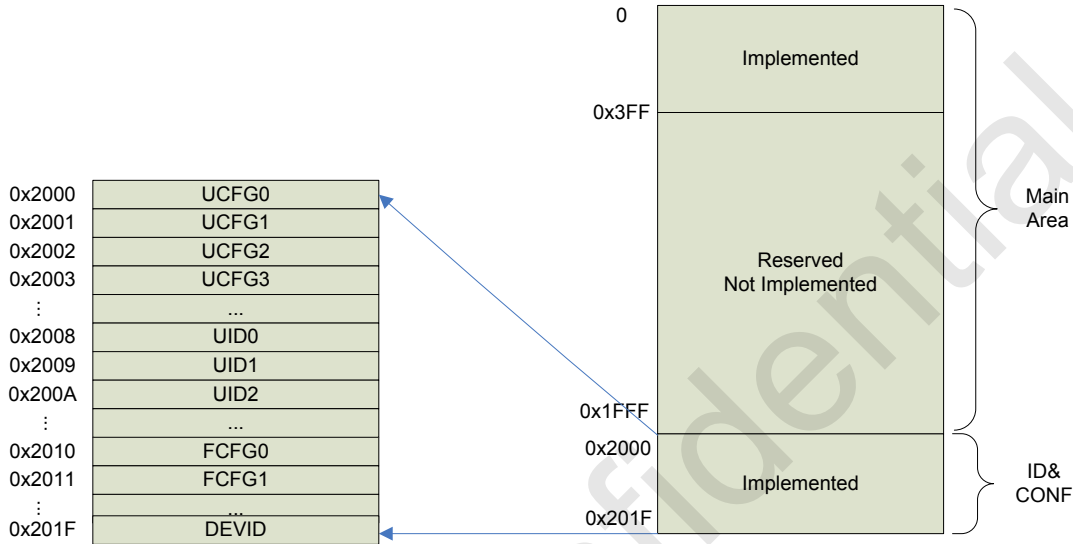 0x2000 UCFG0
0x2001 UCFG1
0x2002 UCFG2
0x2003 UCFG3
⋮ ...
0x2008 UID0
0x2009 UID1
0x200A UID2
⋮ ...
0x2010 FCFG0
0x2011 FCFG1
⋮ ...
0x201F DEVID
0
Implemented
0x3FF
Reserved
Not Implemented
0x1FFF
0x2000
Implemented
0x201F
Main
Area
ID&
CONF
fidential